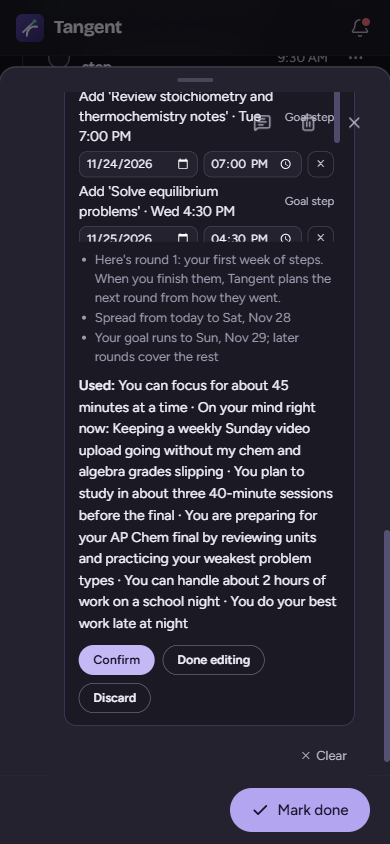 Tangent
step
9:30 AM
Add 'Review stoichiometry and
thermochemistry notes' · Tue
7:00 PM
Goal step
11/24/2026
07:00 PM
Add 'Solve equilibrium
problems' · Wed 4:30 PM
Goal step
11/25/2026
04:30 PM
• Here's round 1: your first week of steps.
When you finish them, Tangent plans the
next round from how they went.
• Spread from today to Sat, Nov 28
• Your goal runs to Sun, Nov 29; later
rounds cover the rest
Used: You can focus for about 45
minutes at a time · On your mind right
now: Keeping a weekly Sunday video
upload going without my chem and
algebra grades slipping · You plan to
study in about three 40-minute sessions
before the final · You are preparing for
your AP Chem final by reviewing units
and practicing your weakest problem
types · You can handle about 2 hours of
work on a school night · You do your best
work late at night
Confirm
Done editing
Discard
Clear
Mark done